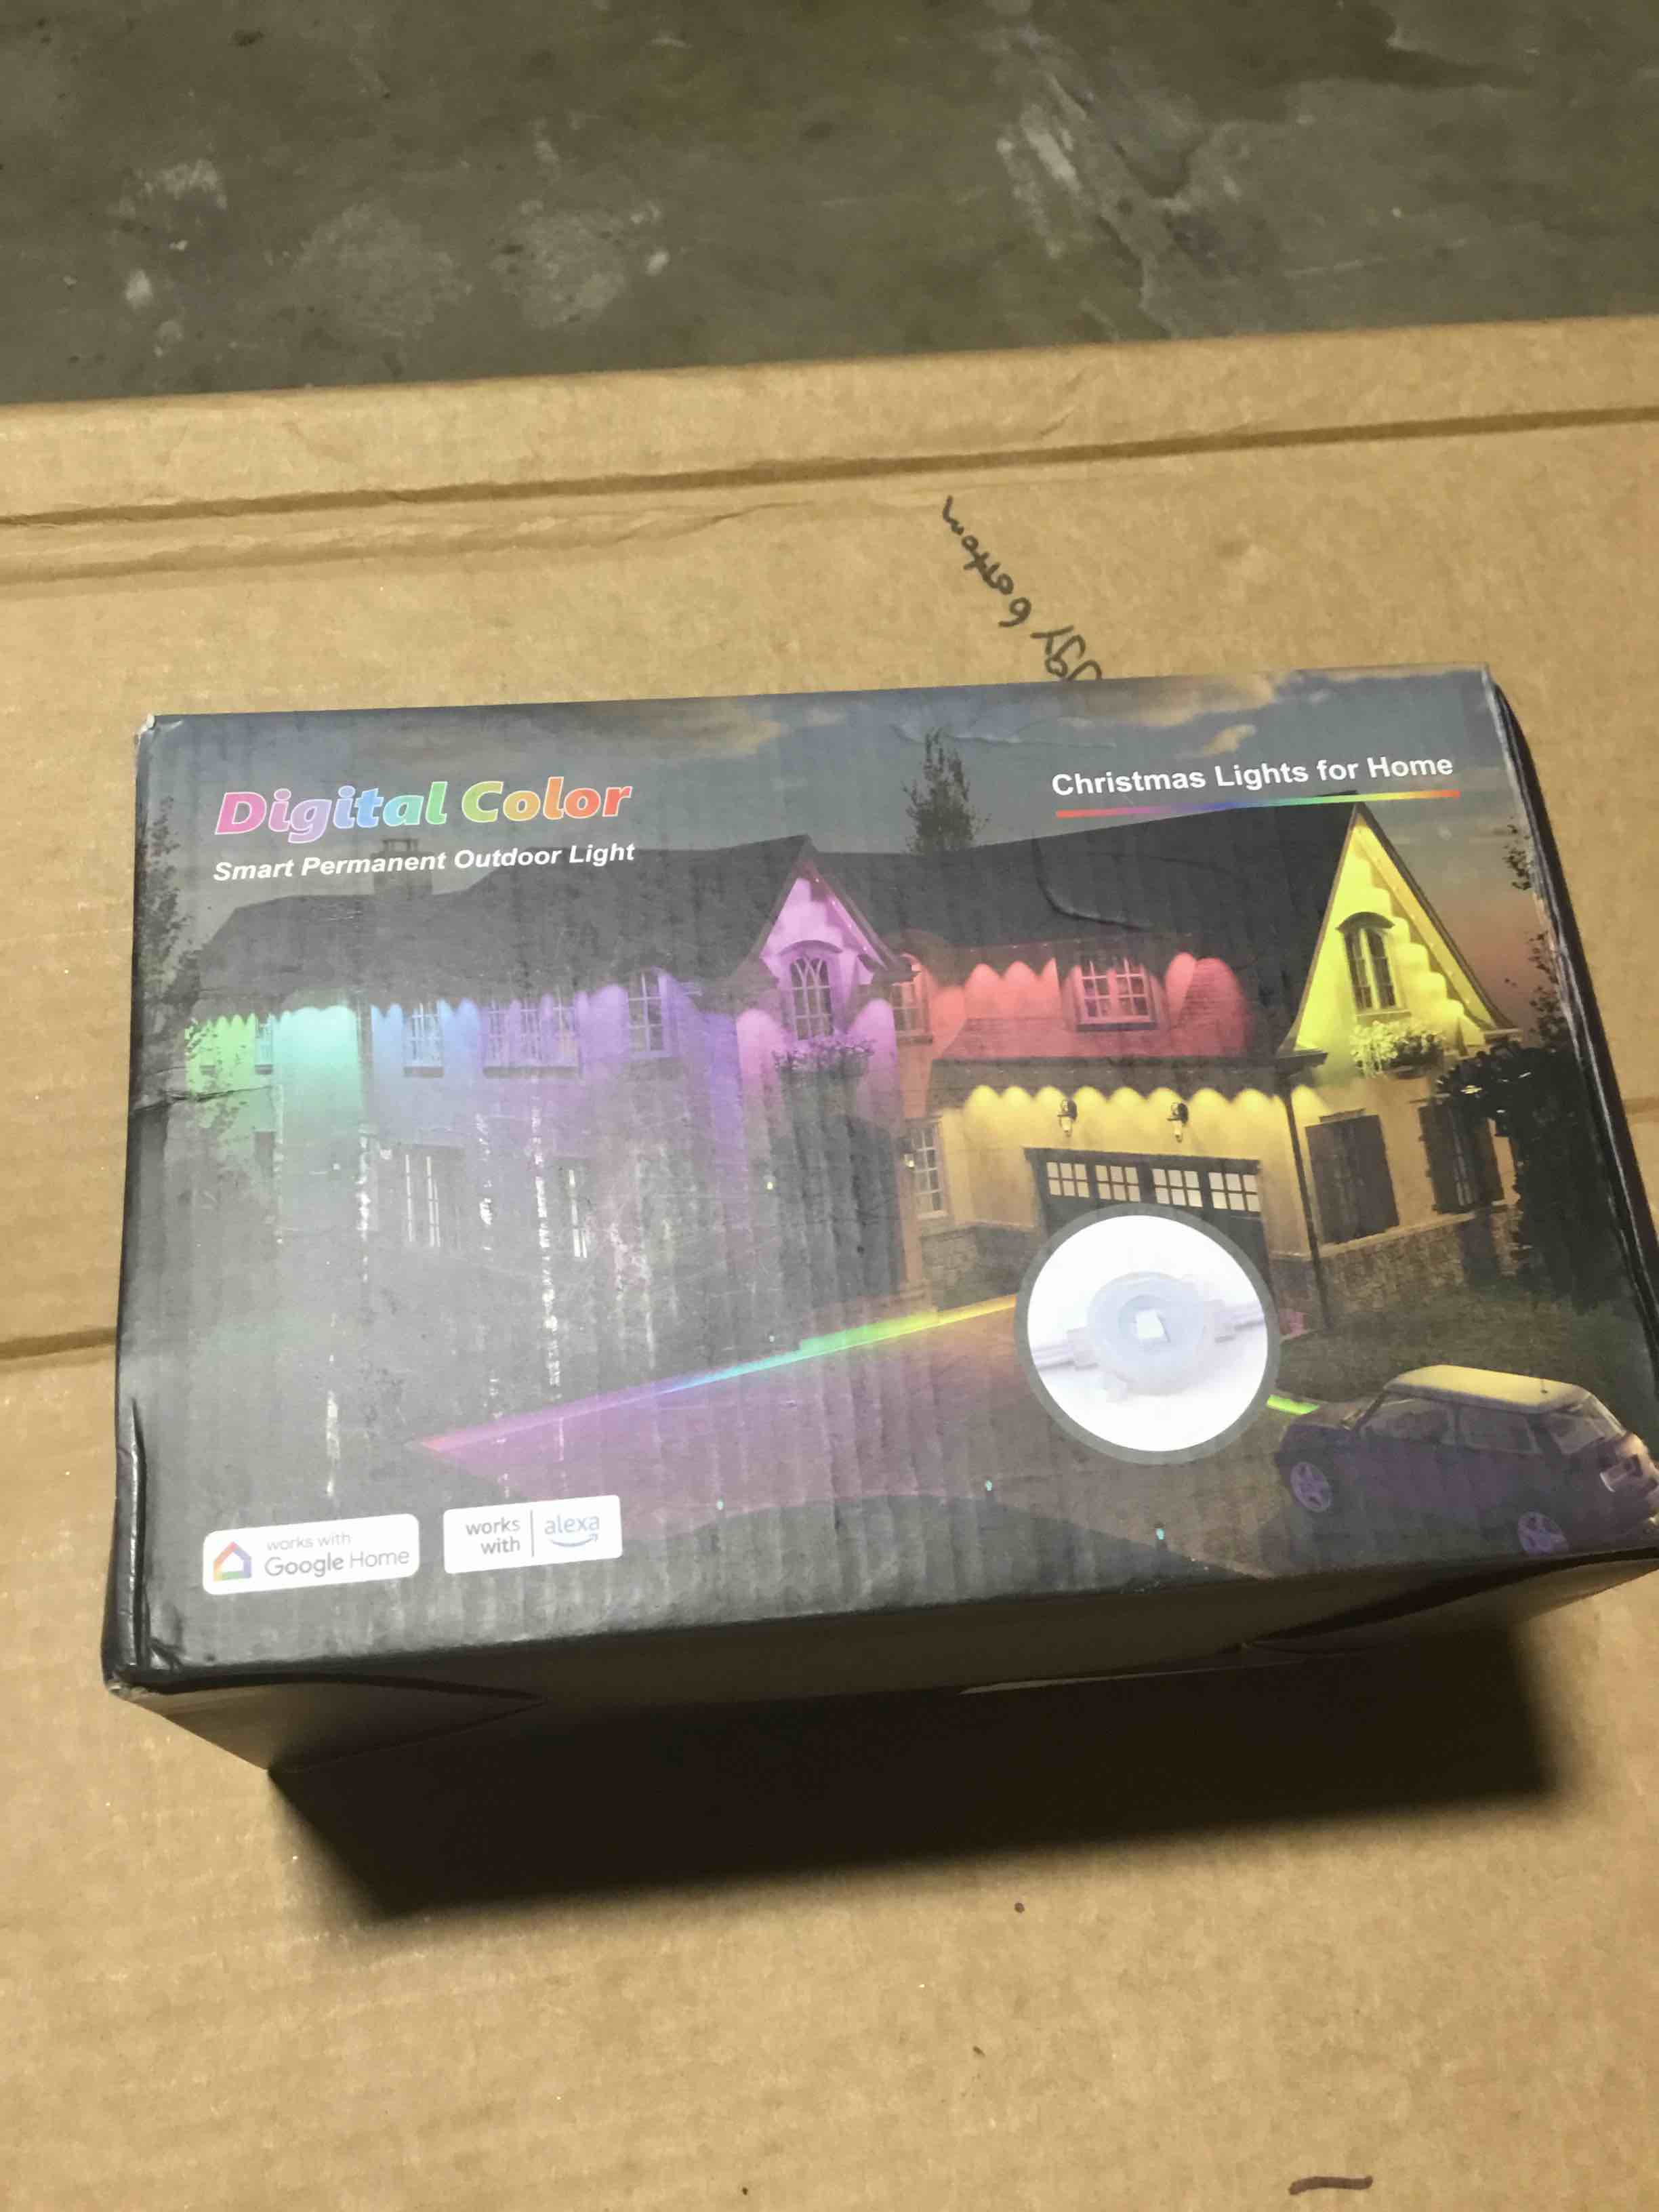 Digital Color
Smart Permanent Outdoor Light
Christmas Lights for Home
works with
Google Home
works
with
alexa